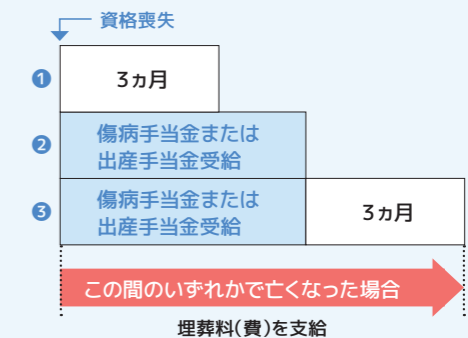 資格喪失
❶ 3ヵ月
❷ 傷病手当金または
出産手当金受給
❸ 傷病手当金または
出産手当金受給
3ヵ月
この間のいずれかで亡くなった場合
埋葬料(費)を支給